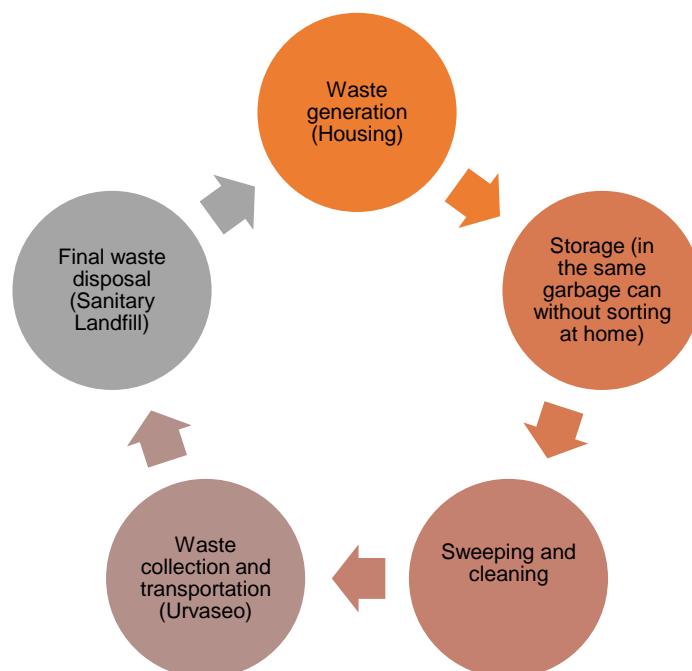 Waste
generation
(Housing)
Storage (in
the same
garbage can
without sorting
at home)
Sweeping and
cleaning
Waste
collection and
transportation
(Urvaseo)
Final waste
disposal
(Sanitary
Landfill)